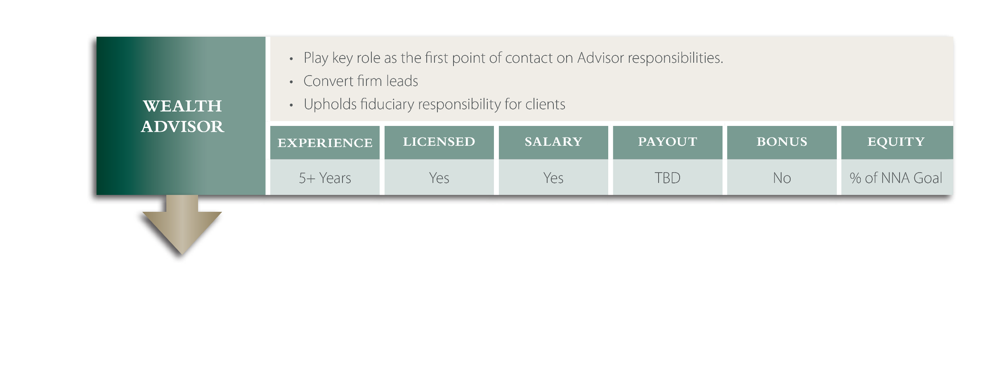 WEALTH
ADVISOR
• Play key role as the first point of contact on Advisor responsibilities.
• Convert firm leads
• Upholds fiduciary responsibility for clients
EXPERIENCE LICENSED SALARY PAYOUT BONUS EQUITY
5+ Years Yes Yes TBD No % of NNA Goal